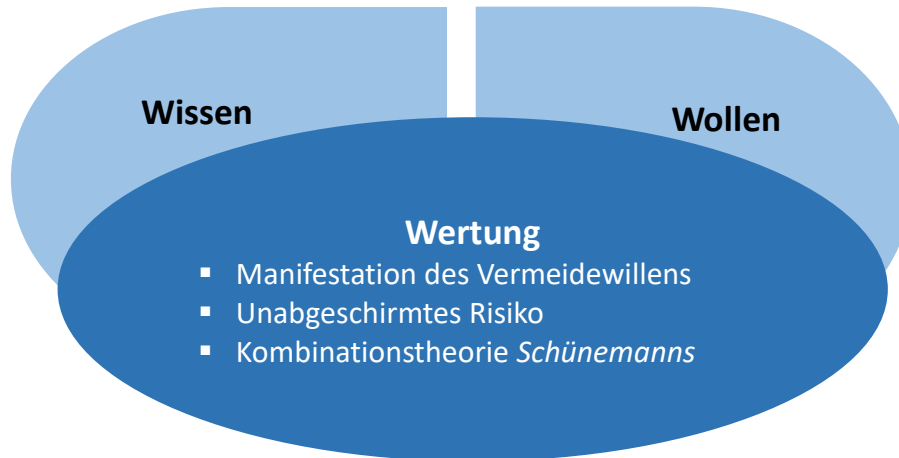 Wissen
Wollen
Wertung
▪ Manifestation des Vermeidewillens
▪ Unabgeschirmtes Risiko
▪ Kombinationstheorie Schünemanns